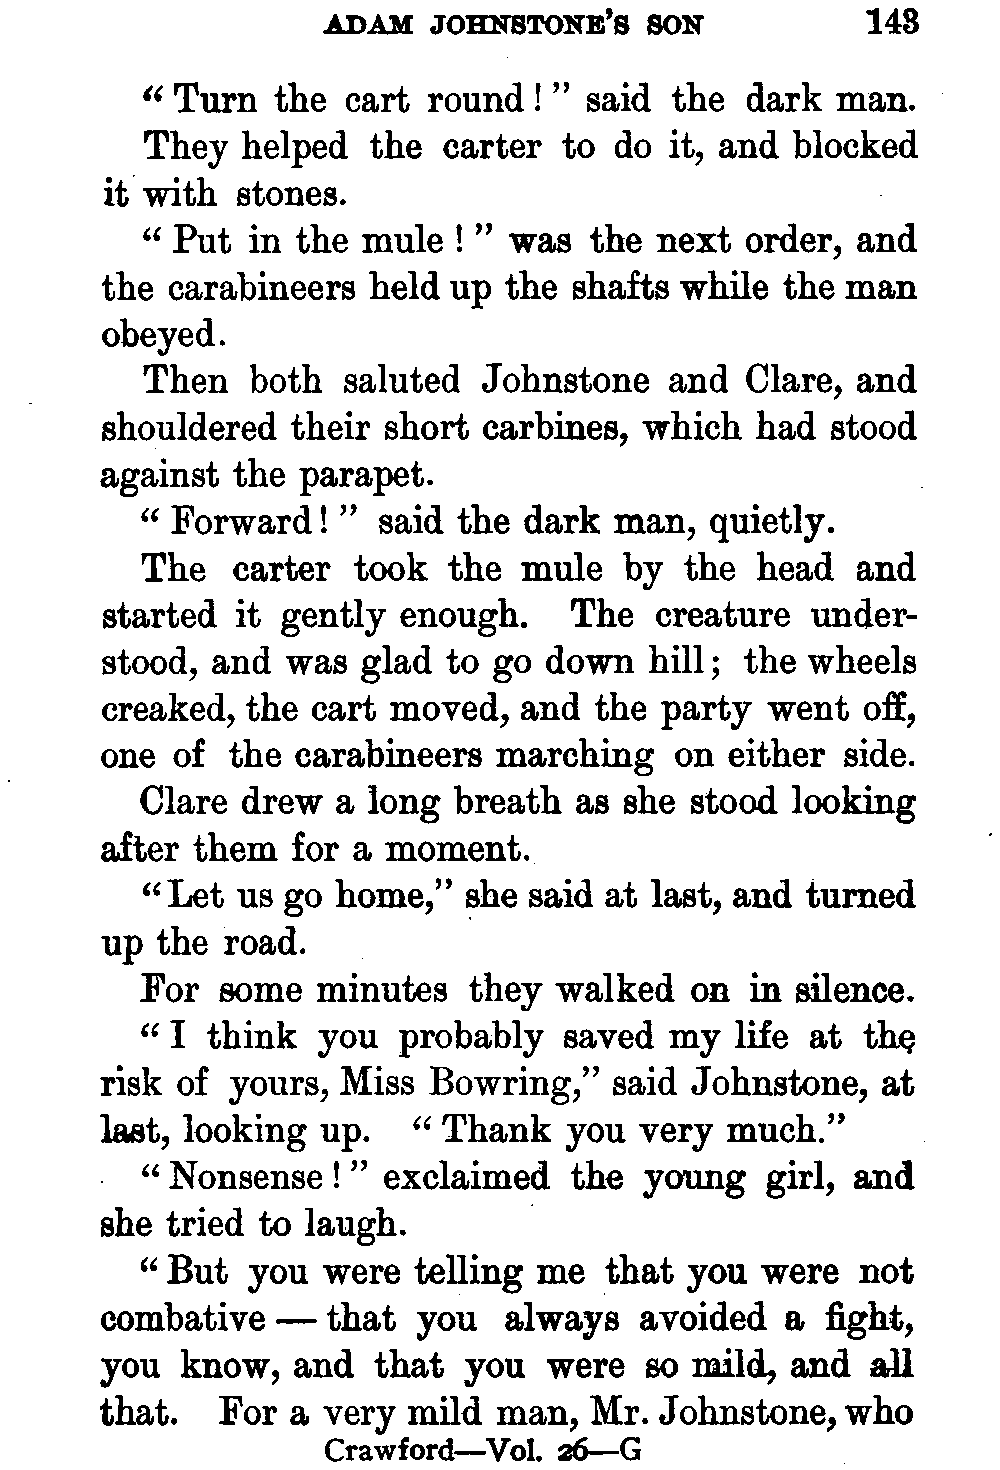 ADAM JOHNSTONE'S SON 143
“ Turn the cart round ! ” said the dark man.
They helped the carter to do it, and blocked
it with stones.
“ Put in the mule ! ” was the next order, and
the carabineers held up the shafts while the man
obeyed.
Then both saluted Johnstone and Clare, and
shouldered their short carbines, which had stood
against the parapet.
“ Forward ! ” said the dark man, quietly.
The carter took the mule by the head and
started it gently enough. The creature under-
stood, and was glad to go down hill; the wheels
creaked, the cart moved, and the party went off,
one of the carabineers marching on either side.
Clare drew a long breath as she stood looking
after them for a moment.
“Let us go home,” she said at last, and turned
up the road.
For some minutes they walked on in silence.
“ I think you probably saved my life at the
risk of yours, Miss Bowring,” said Johnstone, at
last, looking up. “ Thank you very much.”
“ Nonsense ! ” exclaimed the young girl, and
she tried to laugh.
“ But you were telling me that you were not
combative — that you always avoided a fight,
you know, and that you were so mild, and all
that. For a very mild man, Mr. Johnstone, who
Crawford—Vol. 26—G